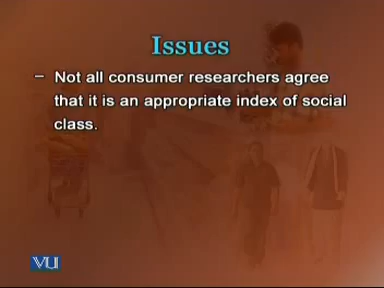 Issues
– Not all consumer researchers agree
that it is an appropriate index of social
class.
VU